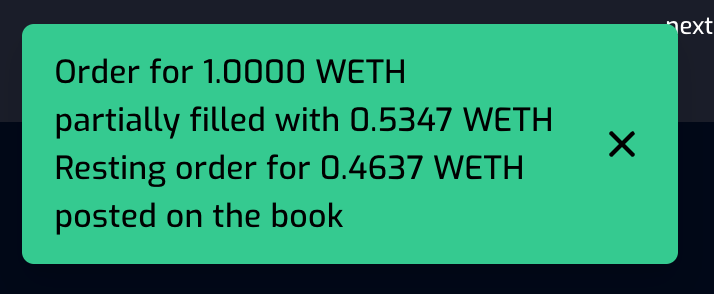 next
Order for 1.0000 WETH
partially filled with 0.5347 WETH
Resting order for 0.4637 WETH
posted on the book